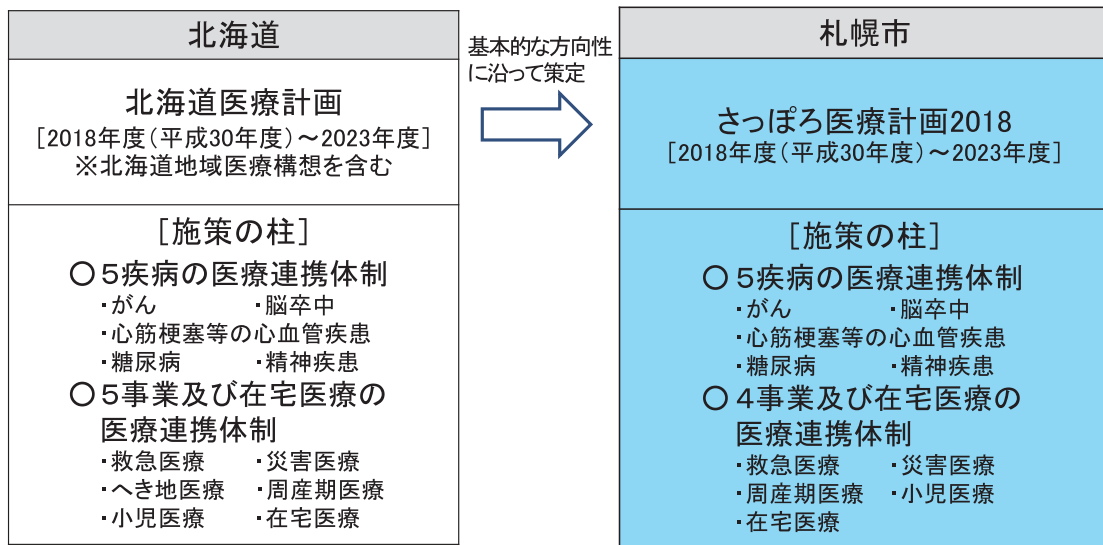 北海道
北海道医療計画
[2018年度(平成30年度)～2023年度]
※北海道地域医療構想を含む
[施策の柱]
○5疾病の医療連携体制
・がん ・脳卒中
・心筋梗塞等の心血管疾患
・糖尿病 ・精神疾患
○5事業及び在宅医療の
医療連携体制
・救急医療 ・災害医療
・へき地医療 ・周産期医療
・小児医療 ・在宅医療
基本的な方向性
に沿って策定
札幌市
さっぽろ医療計画2018
[2018年度(平成30年度)～2023年度]
[施策の柱]
○5疾病の医療連携体制
・がん ・脳卒中
・心筋梗塞等の心血管疾患
・糖尿病 ・精神疾患
○4事業及び在宅医療の
医療連携体制
・救急医療 ・災害医療
・周産期医療 ・小児医療
・在宅医療